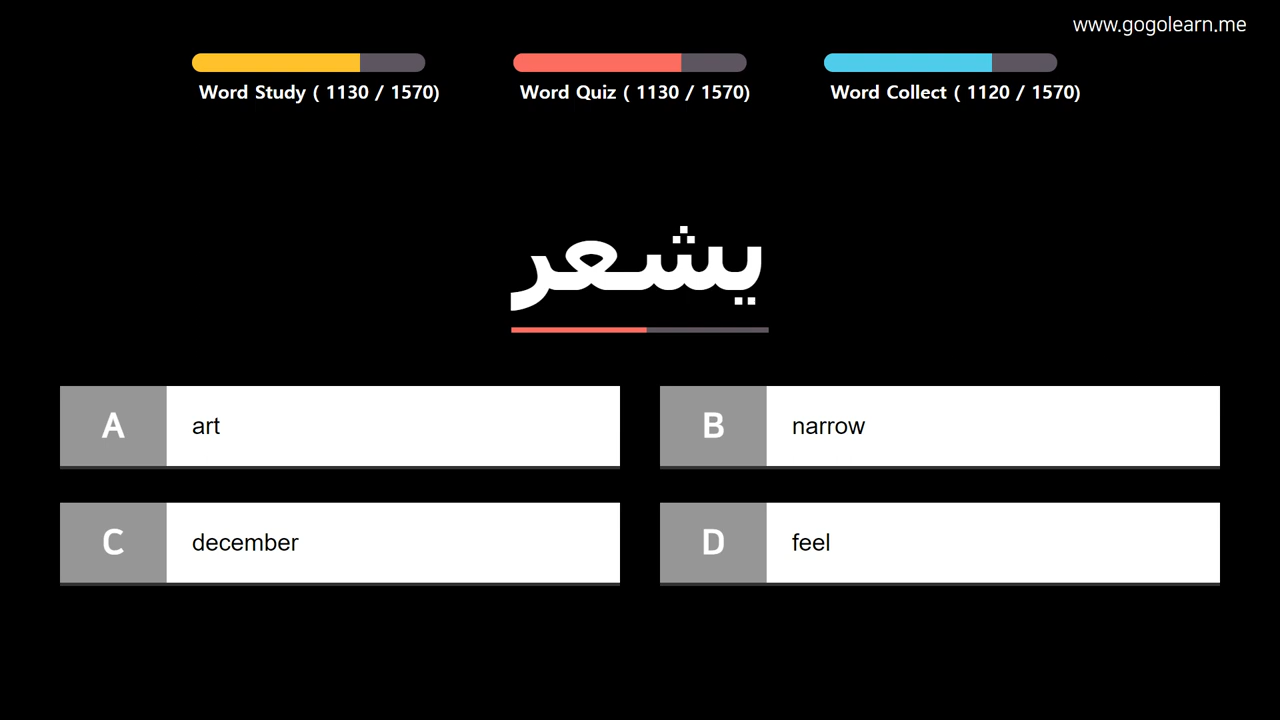 www.gogolearn.me
Word Study ( 1130 / 1570)
Word Quiz ( 1130 / 1570)
Word Collect ( 1120 / 1570)
يشعر
A art
B narrow
C december
D feel